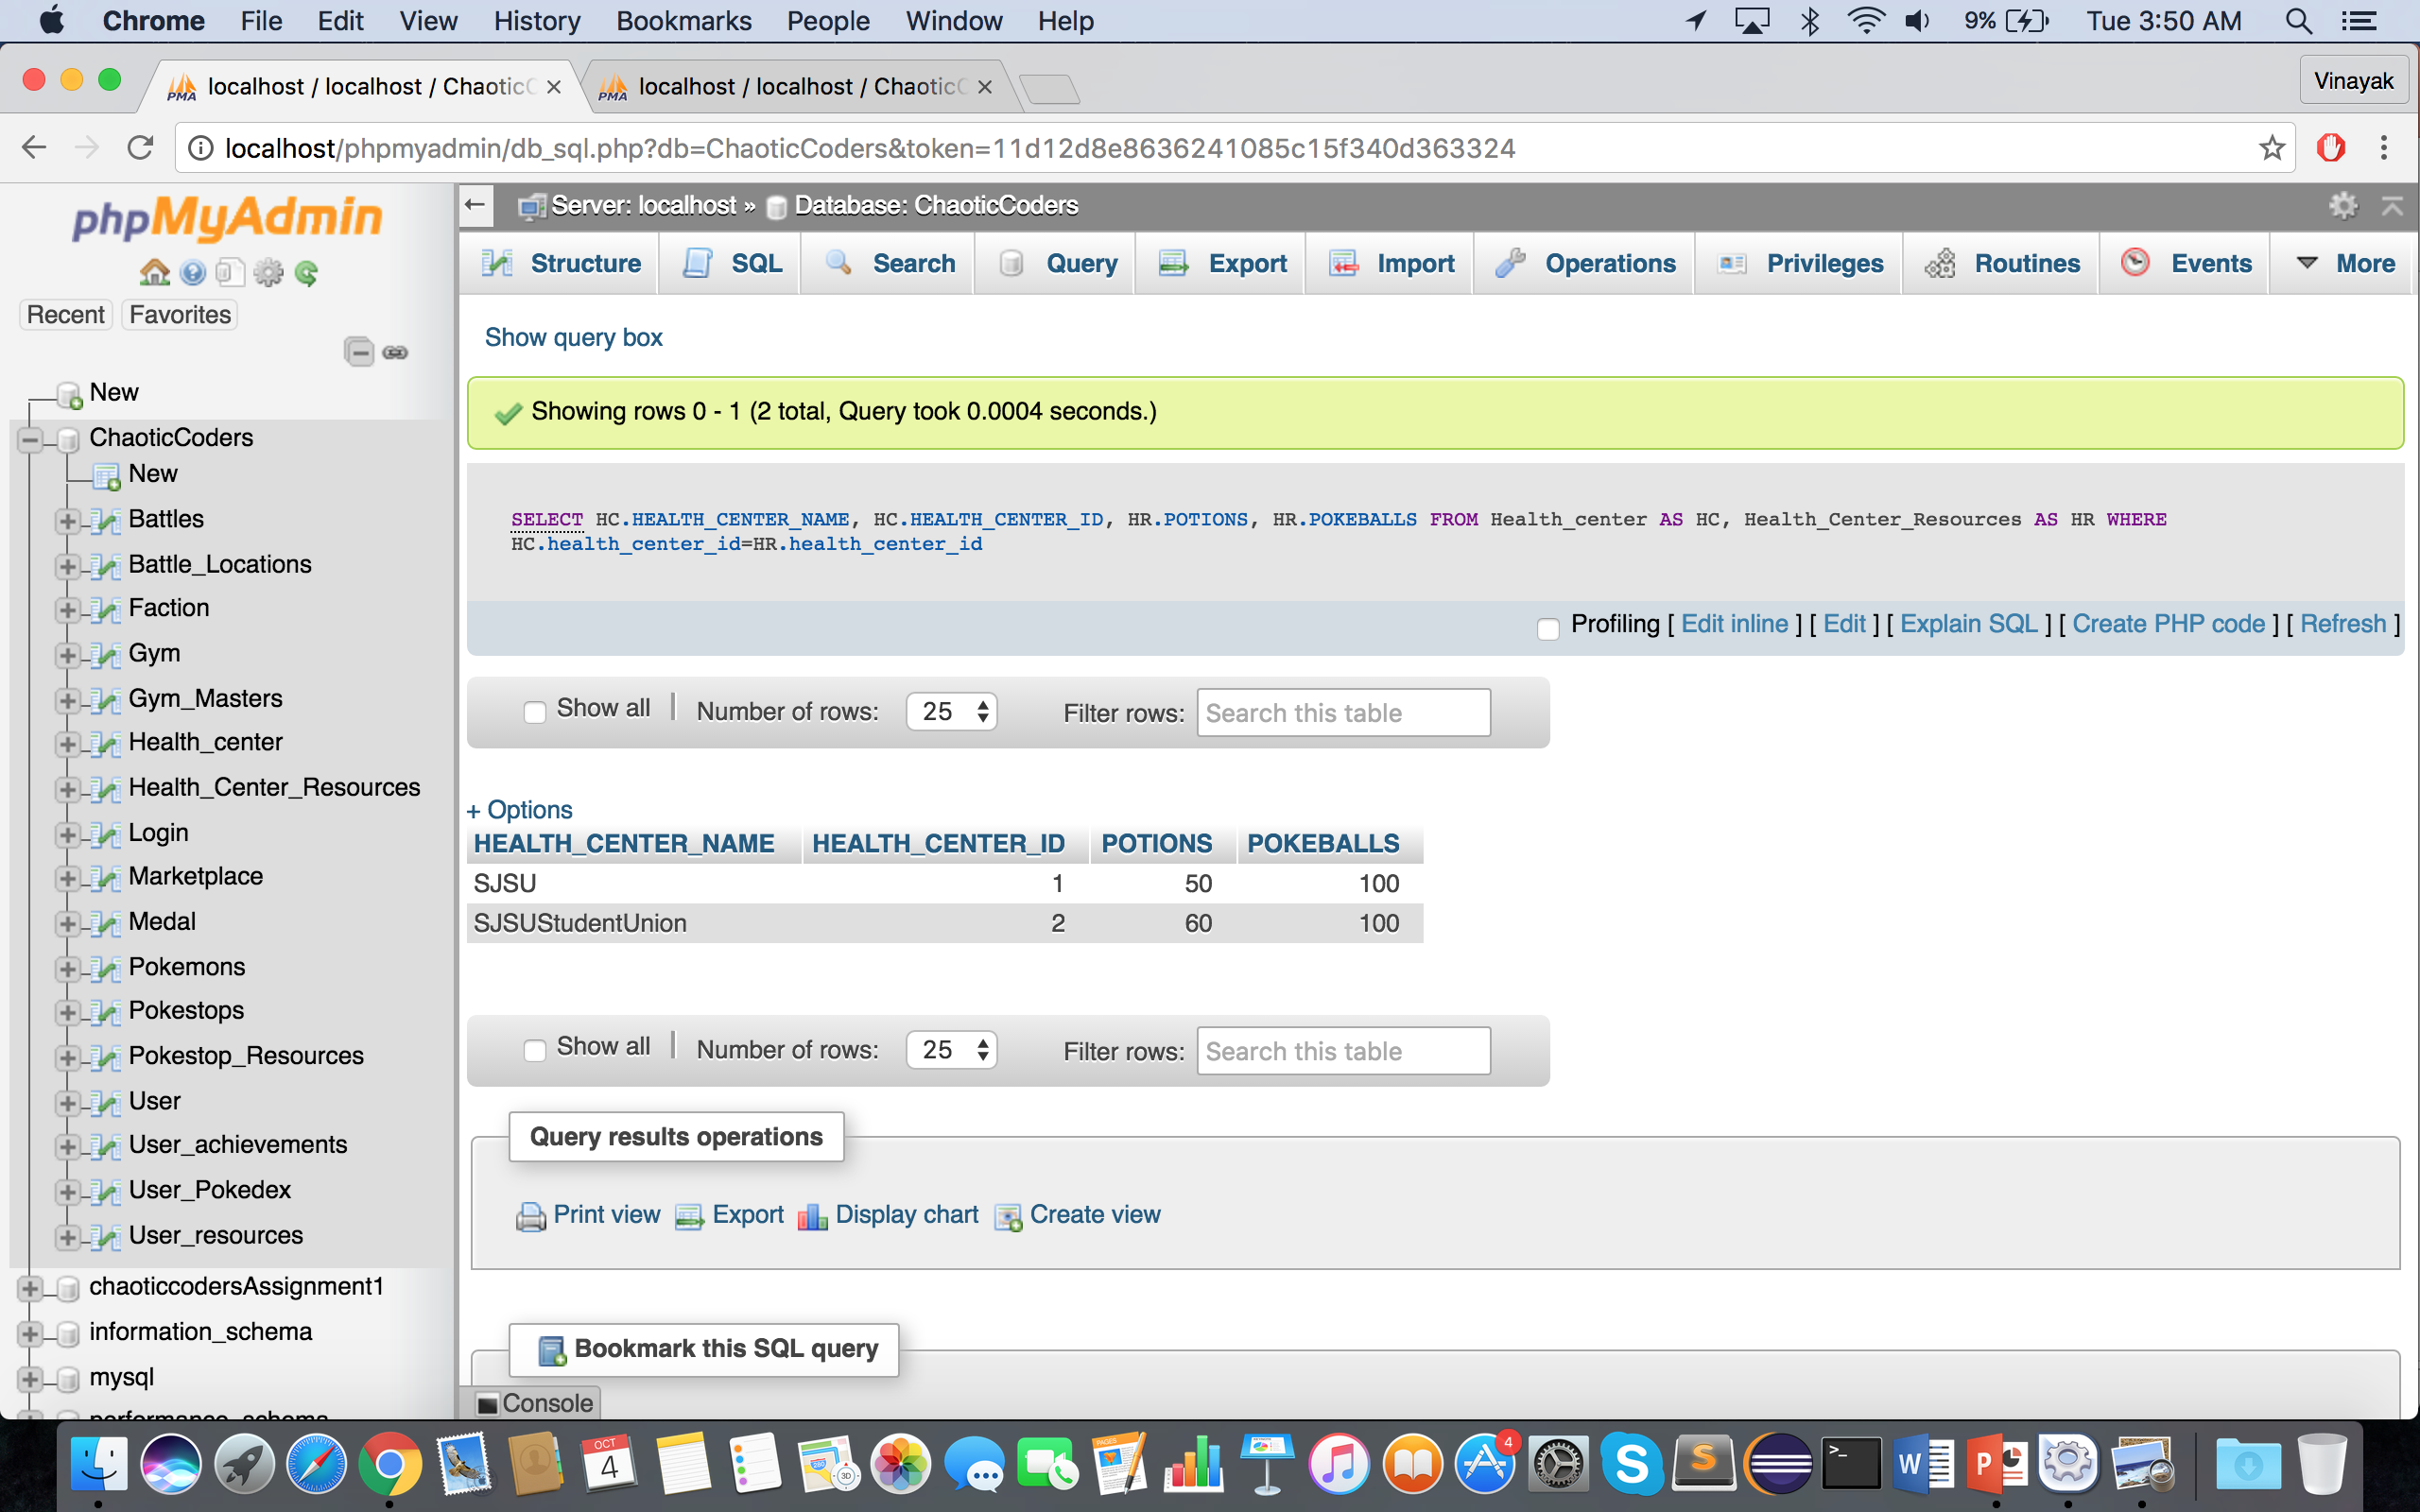 Chrome File Edit View History Bookmarks People Window Help 9% Tue 3:50 AM
PMA localhost / localhost / ChaoticC PMA localhost / localhost / ChaoticC Vinayak
localhost/phpmyadmin/db_sql.php?db=ChaoticCoders&token=11d12d8e8636241085c15f340d363324
phpMyAdmin
Recent Favorites
New
ChaoticCoders
New
Battles
Battle_Locations
Faction
Gym
Gym_Masters
Health_center
Health_Center_Resources
Login
Marketplace
Medal
Pokemons
Pokestops
Pokestop_Resources
User
User_achievements
User_Pokedex
User_resources
chaoticcodersAssignment1
information_schema
mysql
performance_schema
Server: localhost » Database: ChaoticCoders
Structure SQL Search Query Export Import Operations Privileges Routines Events More
Show query box
Showing rows 0 - 1 (2 total, Query took 0.0004 seconds.)
SELECT HC.HEALTH_CENTER_NAME, HC.HEALTH_CENTER_ID, HR.POTIONS, HR.POKEBALLS FROM Health_center AS HC, Health_Center_Resources AS HR WHERE
HC.health_center_id=HR.health_center_id
Profiling [ Edit inline ] [ Edit ] [ Explain SQL ] [ Create PHP code ] [ Refresh ]
Show all | Number of rows: 25 Filter rows: Search this table
+ Options
HEALTH_CENTER_NAME HEALTH_CENTER_ID POTIONS POKEBALLS
SJSU 1 50 100
SJSUStudentUnion 2 60 100
Show all | Number of rows: 25 Filter rows: Search this table
Query results operations
Print view Export Display chart Create view
Bookmark this SQL query
Console
OCT
4
PAGES
3D
4